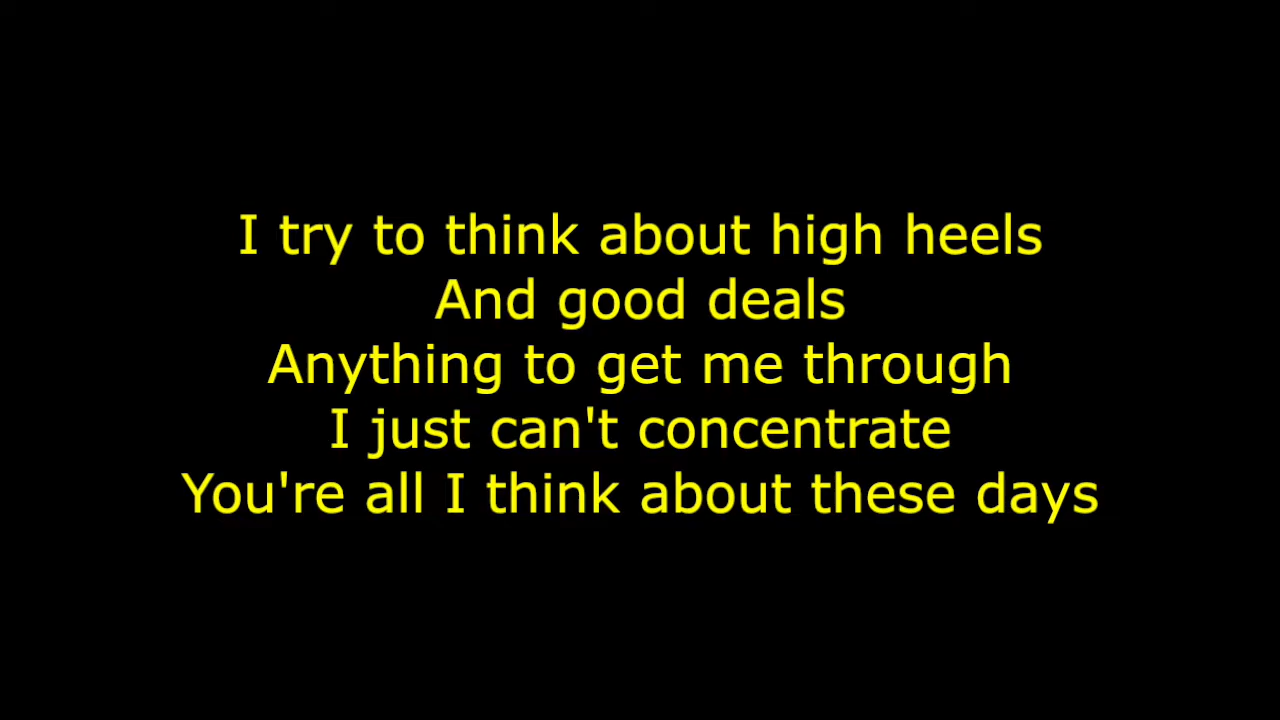 I try to think about high heels
And good deals
Anything to get me through
I just can't concentrate
You're all I think about these days